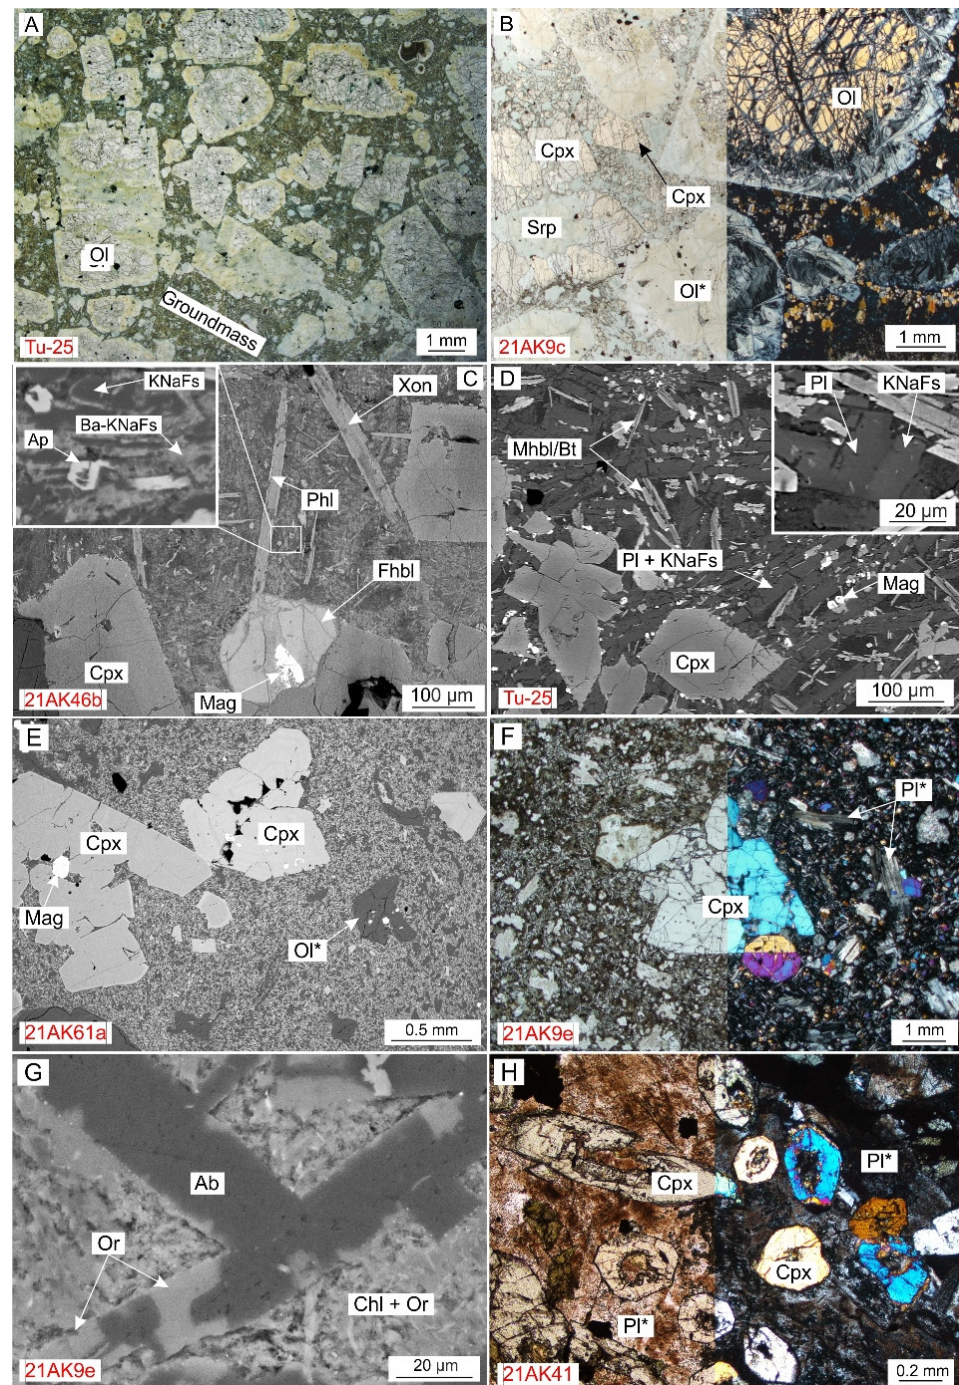 A
Ol
Groundmass
Tu-25
1 mm
B
Ol
Cpx
Cpx
Srp
Ol*
21AK9c
1 mm
KNaFs
Ba-KNaFs
Ap
Xon
C
Phl
Fhbl
Cpx
Mag
21AK46b
100 µm
D
Pl
KNaFs
Mhbl/Bt
20 µm
Pl + KNaFs
Mag
Cpx
Tu-25
100 µm
E
Cpx
Cpx
Mag
Ol*
21AK61a
0.5 mm
F
Pl*
Cpx
21AK9e
1 mm
G
Ab
Or
Chl + Or
21AK9e
20 µm
H
Pl*
Cpx
Cpx
Pl*
21AK41
0.2 mm